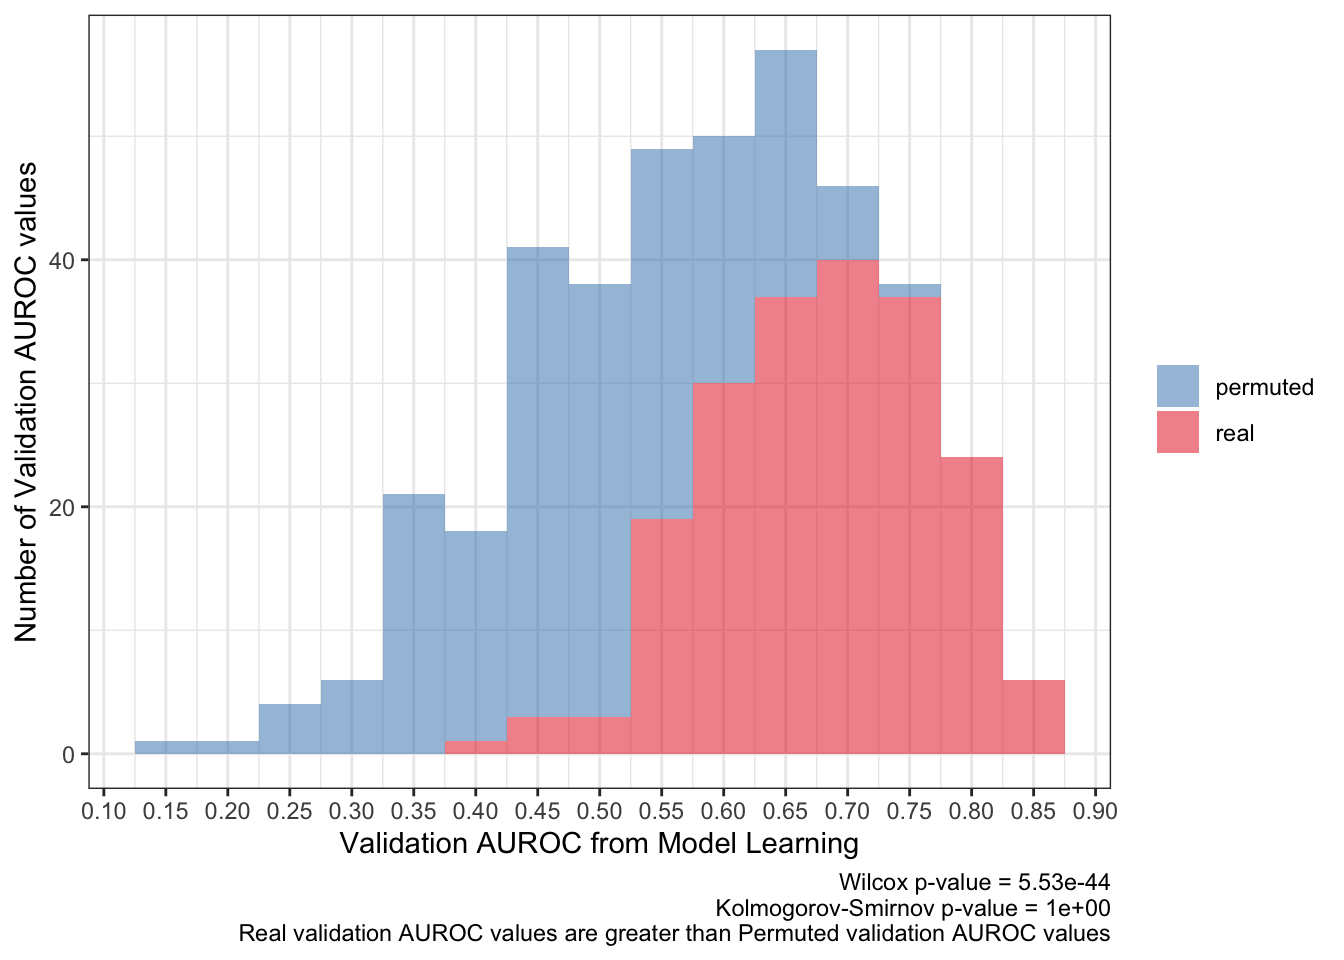 Number of Validation AUROC values
40
20
0
0.10 0.15 0.20 0.25 0.30 0.35 0.40 0.45 0.50 0.55 0.60 0.65 0.70 0.75 0.80 0.85 0.90
Validation AUROC from Model Learning
permuted
real
Wilcox p-value = 5.53e-44
Kolmogorov-Smirnov p-value = 1e+00
Real validation AUROC values are greater than Permuted validation AUROC values